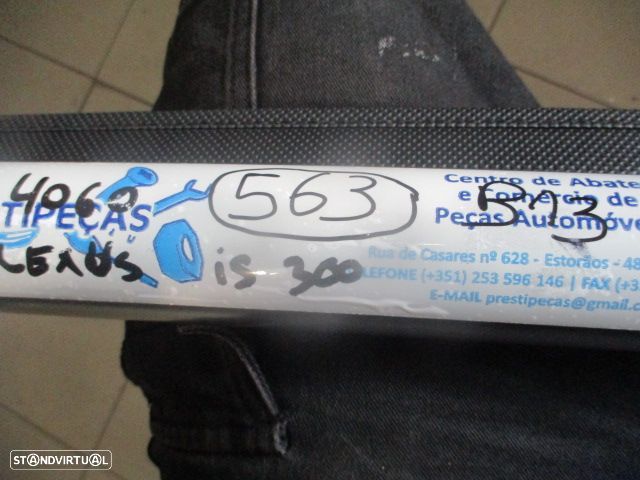 4060
TIPEÇAS
LEXUS
563
is 300
Centro de Abate
e Comércio de
Peças Automóve
B13
Rua de Casares nº 628 - Estorãos - 48
LEFONE (+351) 253 596 146 | FAX (+3
E-MAIL prestipecas@gmail.c
STANDVIRTUAL